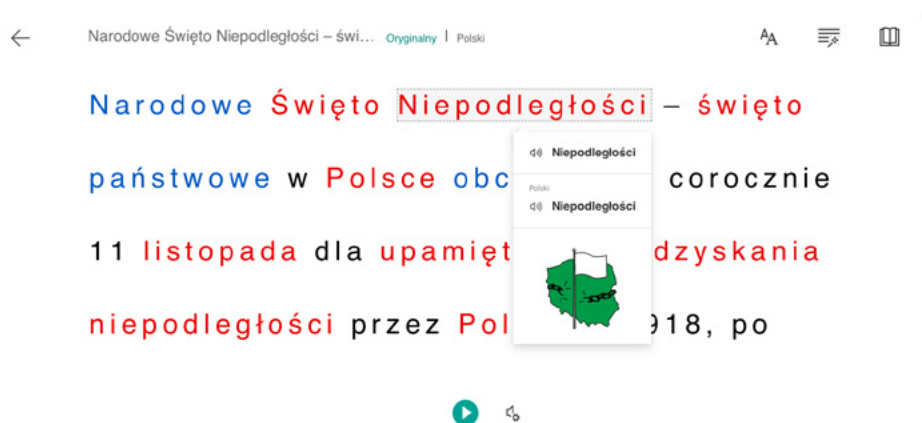 Narodowe Święto Niepodległości – świ... Oryginalny | Polski
AA
Narodowe Święto Niepodległości – święto
Niepodległości
państwowe w Polsce obc corocznie
Polski
Niepodległości
11 listopada dla upamięt dzyskania
niepodległości przez Pol 918, po